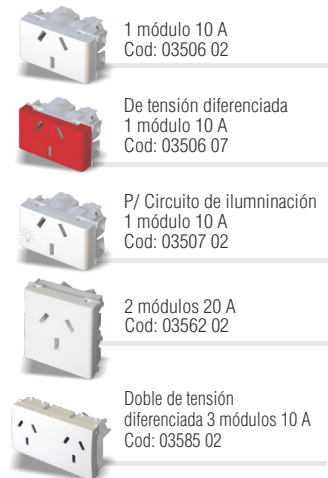 1 módulo 10 A
Cod: 03506 02
De tensión diferenciada
1 módulo 10 A
Cod: 03506 07
P/ Circuito de ilumninación
1 módulo 10 A
Cod: 03507 02
2 módulos 20 A
Cod: 03562 02
Doble de tensión
diferenciada 3 módulos 10 A
Cod: 03585 02